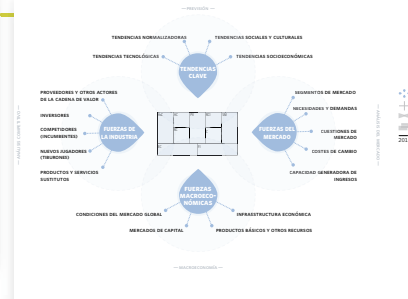 — PREVISIÓN —
TENDENCIAS NORMALIZADORAS
TENDENCIAS SOCIALES Y CULTURALES
TENDENCIAS TECNOLÓGICAS
TENDENCIAS SOCIOECONÓMICAS
TENDENCIAS
CLAVE
PROVEEDORES Y OTROS ACTORES
DE LA CADENA DE VALOR
INVERSORES
COMPETIDORES
(INCUMBENTES)
NUEVOS JUGADORES
(TIBURONES)
PRODUCTOS Y SERVICIOS
SUSTITUTOS
FUERZAS DE
LA INDUSTRIA
SEGMENTOS DE MERCADO
NECESIDADES Y DEMANDAS
CUESTIONES DE
MERCADO
COSTES DE CAMBIO
CAPACIDAD GENERADORA DE
INGRESOS
FUERZAS DEL
MERCADO
FUERZAS
MACROECO-
NÓMICAS
CONDICIONES DEL MERCADO GLOBAL
INFRAESTRUCTURA ECONÓMICA
MERCADOS DE CAPITAL
PRODUCTOS BÁSICOS Y OTROS RECURSOS
— MACROECONOMÍA —
201